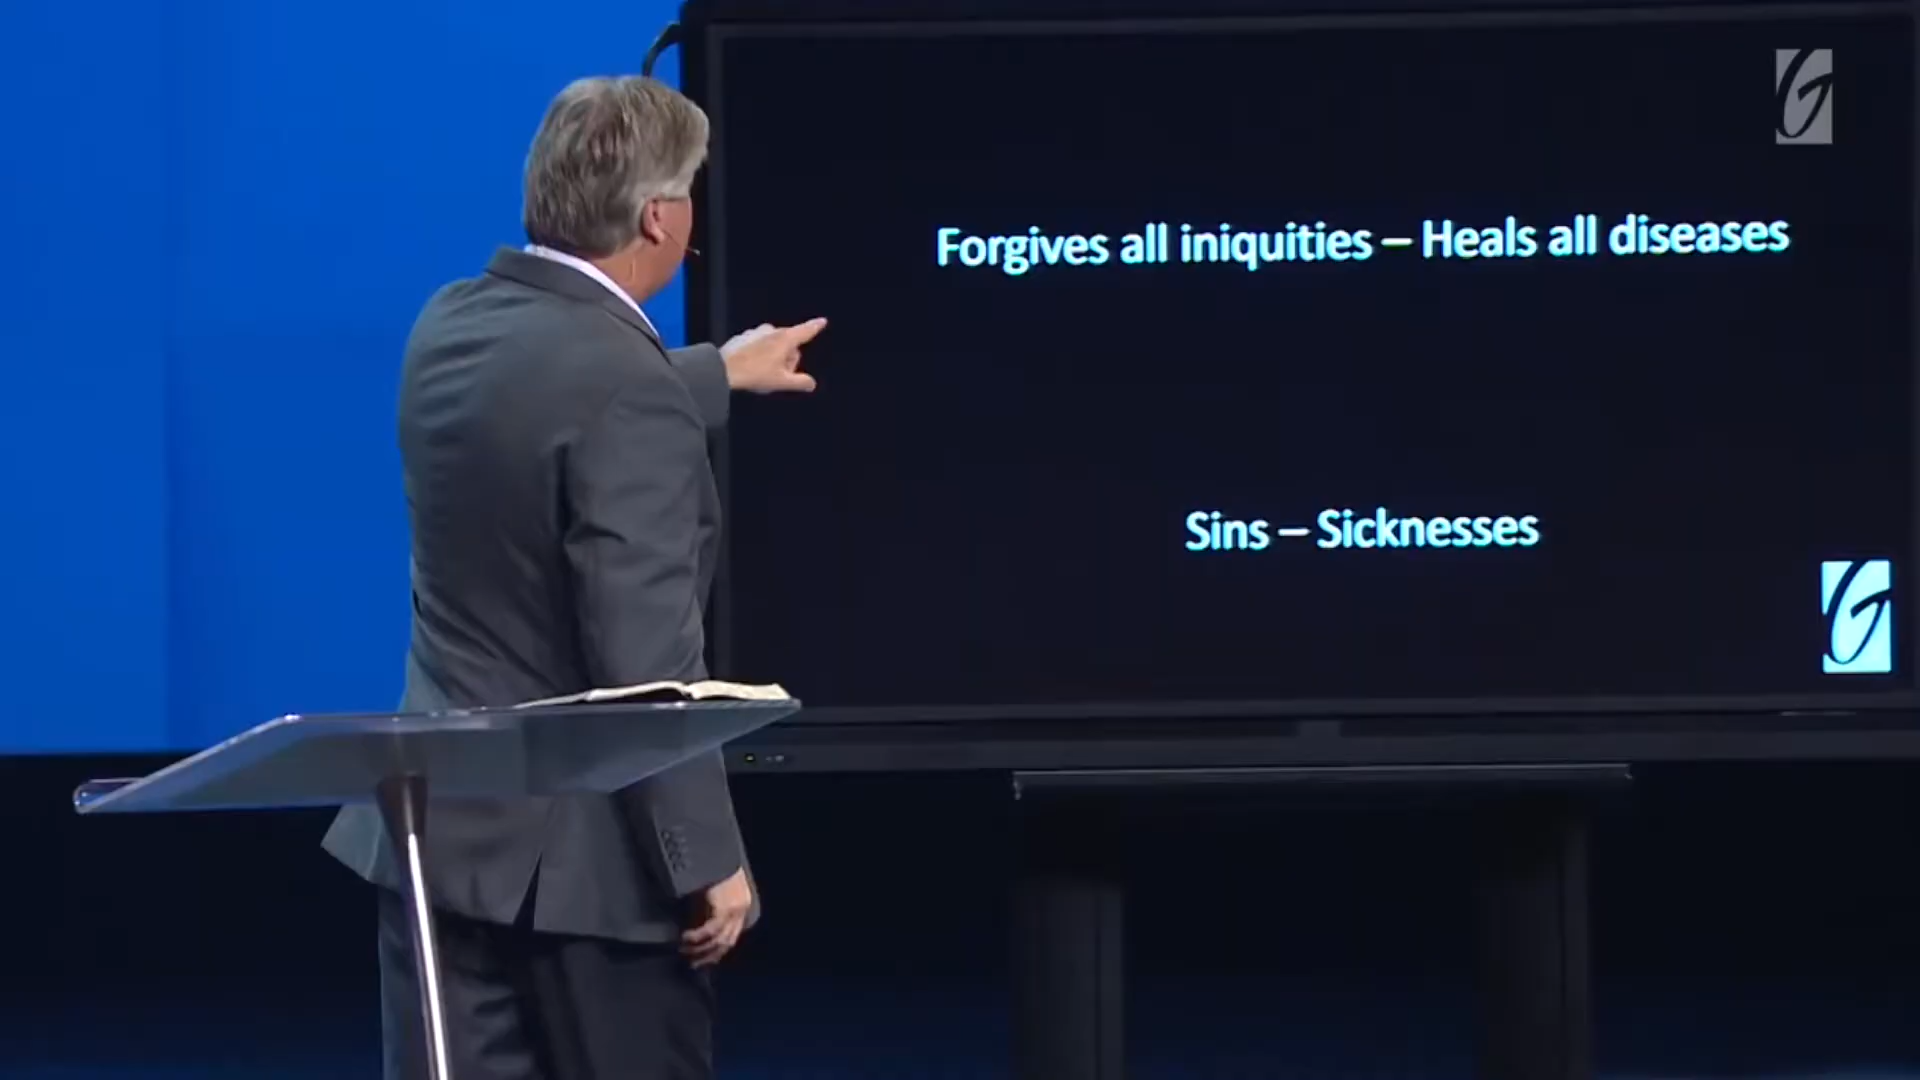 G
Forgives all iniquities – Heals all diseases
Sins – Sicknesses
G